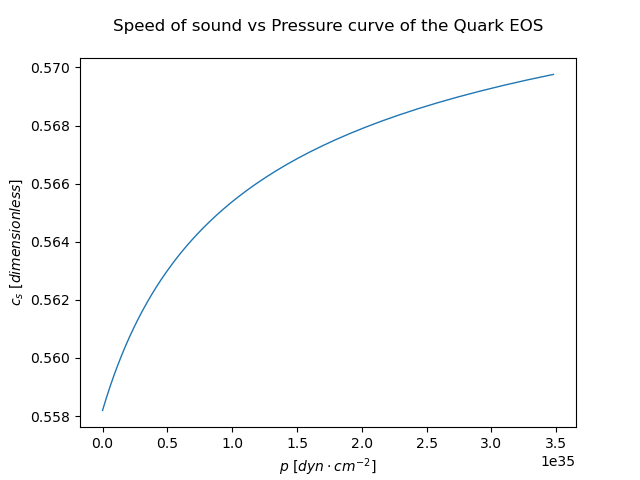 Speed of sound vs Pressure curve of the Quark EOS
0.570
0.568
0.566
0.564
0.562
0.560
0.558
c_s [dimensionless]
0.0 0.5 1.0 1.5 2.0 2.5 3.0 3.5
1e35
p [dyn · cm⁻²]